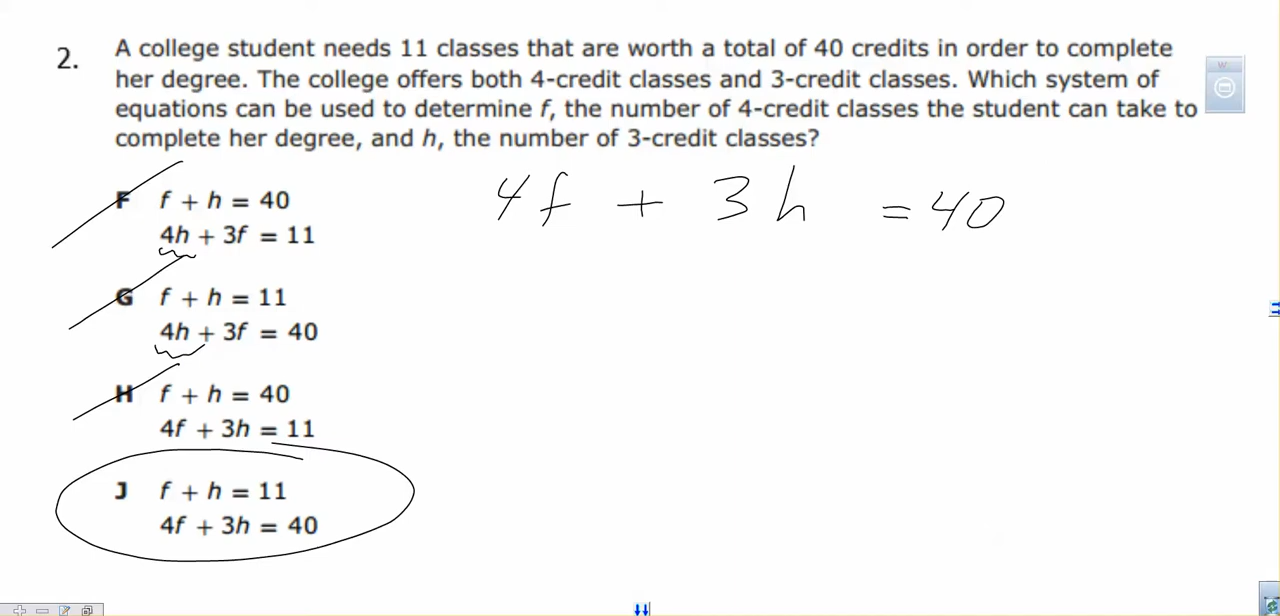 2. A college student needs 11 classes that are worth a total of 40 credits in order to complete
her degree. The college offers both 4-credit classes and 3-credit classes. Which system of
equations can be used to determine f, the number of 4-credit classes the student can take to
complete her degree, and h, the number of 3-credit classes?
4f + 3h = 40
F f + h = 40
4h + 3f = 11
G f + h = 11
4h + 3f = 40
H f + h = 40
4f + 3h = 11
J f + h = 11
4f + 3h = 40